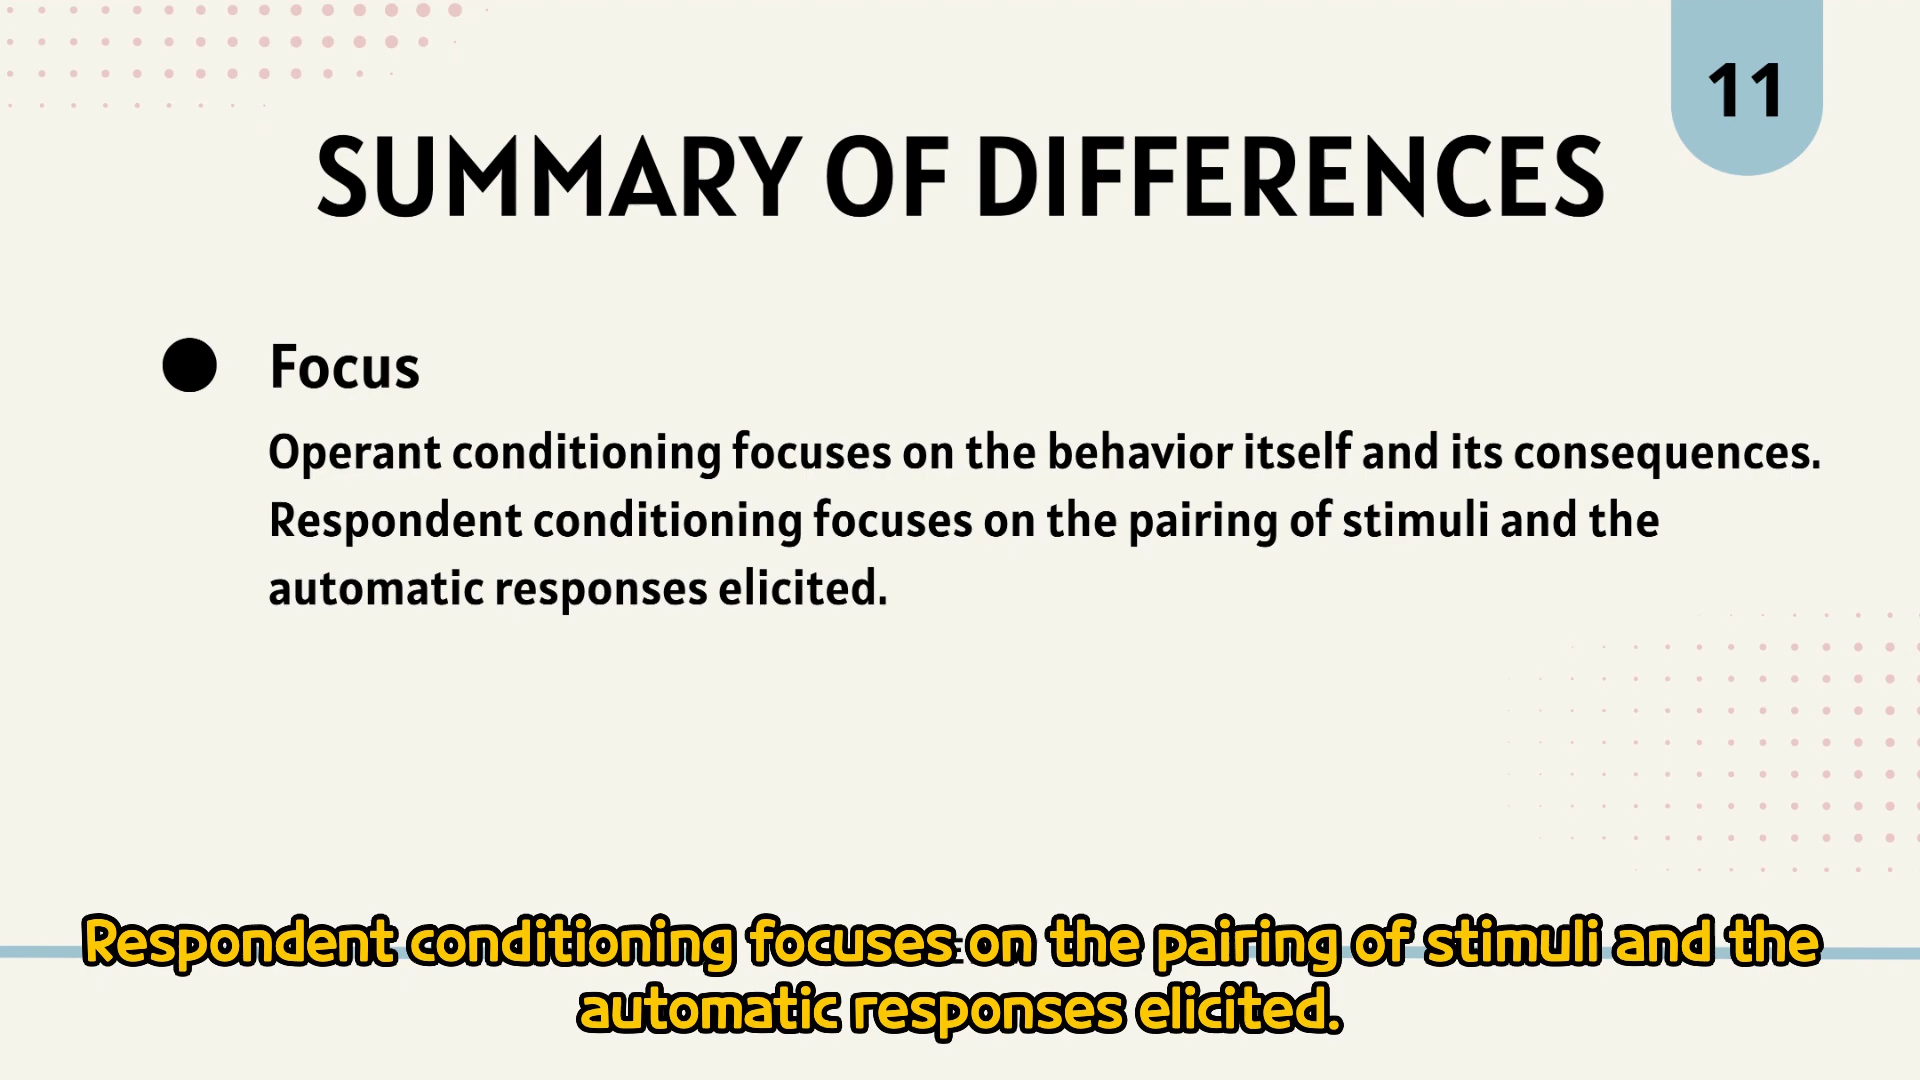 11
SUMMARY OF DIFFERENCES
Focus
Operant conditioning focuses on the behavior itself and its consequences.
Respondent conditioning focuses on the pairing of stimuli and the
automatic responses elicited.
Respondent conditioning focuses on the pairing of stimuli and the
automatic responses elicited.